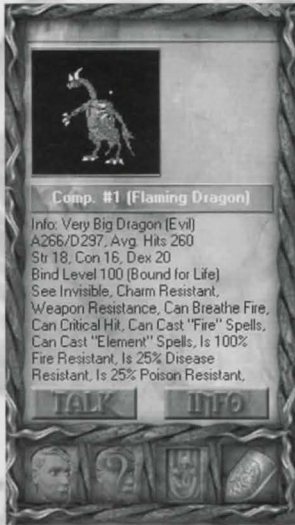 Comp. #1 (Flaming Dragon)
Info: Very Big Dragon (Evil)
A266/D297, Avg. Hits 260
Str 18, Con 16, Dex 20
Bind Level 100 (Bound for Life)
See Invisible, Charm Resistant,
Weapon Resistance, Can Breathe Fire,
Can Critical Hit, Can Cast "Fire" Spells,
Can Cast "Element" Spells, Is 100%
Fire Resistant, Is 25% Disease
Resistant, Is 25% Poison Resistant,
TALK INFO